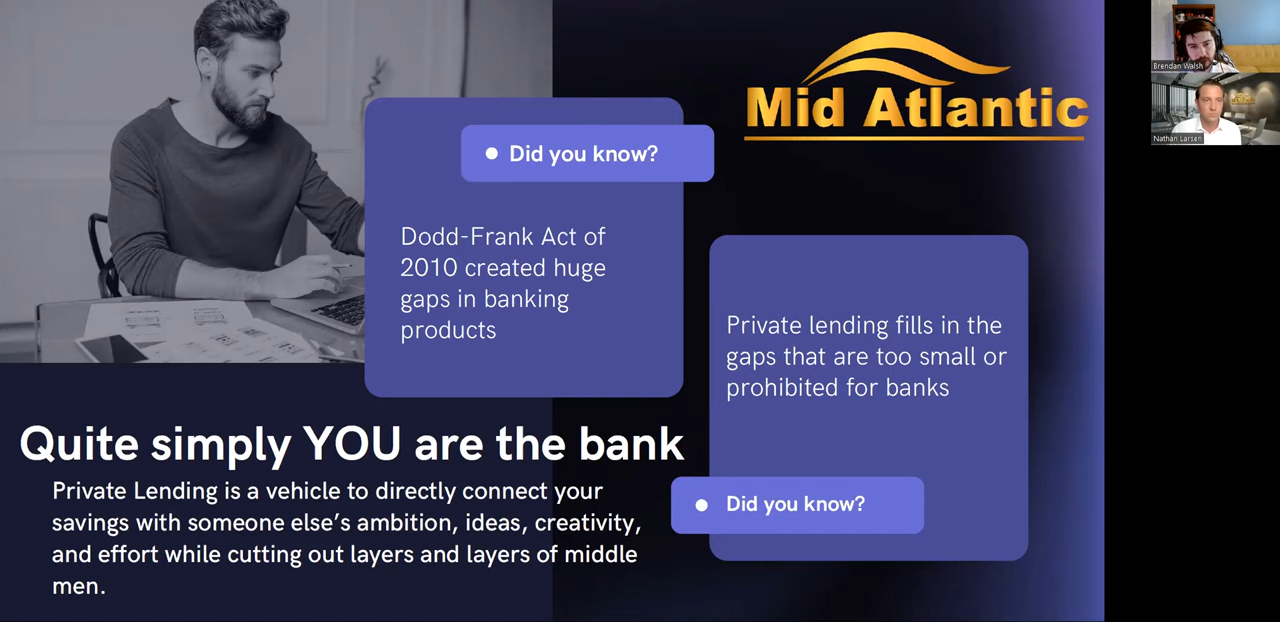 Mid Atlantic
Did you know?
Dodd-Frank Act of
2010 created huge
gaps in banking
products
Private lending fills in the
gaps that are too small or
prohibited for banks
Did you know?
Quite simply YOU are the bank
Private Lending is a vehicle to directly connect your
savings with someone else’s ambition, ideas, creativity,
and effort while cutting out layers and layers of middle
men.
Brendan Walsh
Nathan Larsen